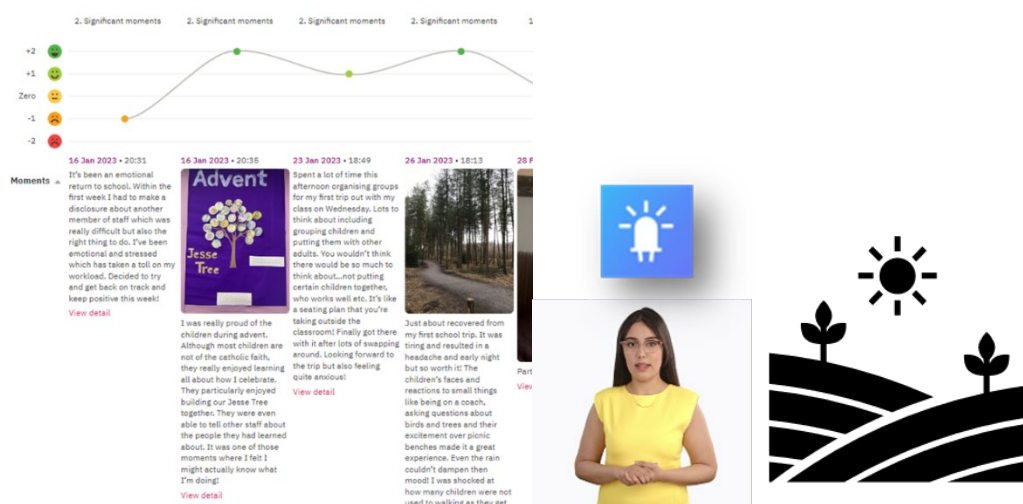 2. Significant moments
2. Significant moments
2. Significant moments
2. Significant moments
+2
+1
Zero
-1
-2
Moments
16 Jan 2023 • 20:31
It's been an emotional
return to school. Within the
first week I had to make a
disclosure about another
member of staff which was
really difficult but also the
right thing to do. I've been
emotional and stressed
which has taken a toll on my
workload. Decided to try
and get back on track and
keep positive this week!
View detail
16 Jan 2023 • 20:35
Advent
Jesse
Tree
I was really proud of the
children during advent.
Although most children are
not of the catholic faith,
they really enjoyed learning
all about how I celebrate.
They particularly enjoyed
building our Jesse Tree
together. They were even
able to tell other staff about
the people they had learned
about. It was one of those
moments where I felt I
might actually know what
I'm doing!
View detail
23 Jan 2023 • 18:49
Spent a lot of time this
afternoon organising groups
for my first trip out with my
class on Wednesday. Lots to
think about including
grouping children and
putting them with other
adults. You wouldn't think
there would be so much to
think about...not putting
certain children together,
who works well etc. It's like
a seating plan that you're
taking outside the
classroom! Finally got there
with it after lots of swapping
around. Looking forward to
the trip but also feeling
quite anxious!
View detail
26 Jan 2023 • 18:13
Just about recovered from
my first school trip. It was
tiring and resulted in a
headache and early night
but so worth it! The
children's faces and
reactions to small things
like being on a coach,
asking questions about
birds and trees and their
excitement over picnic
benches made it a great
experience. Even the rain
couldn't dampen then
mood! I was shocked at
how many children were not
used to walking as they get
28 F
Part
View